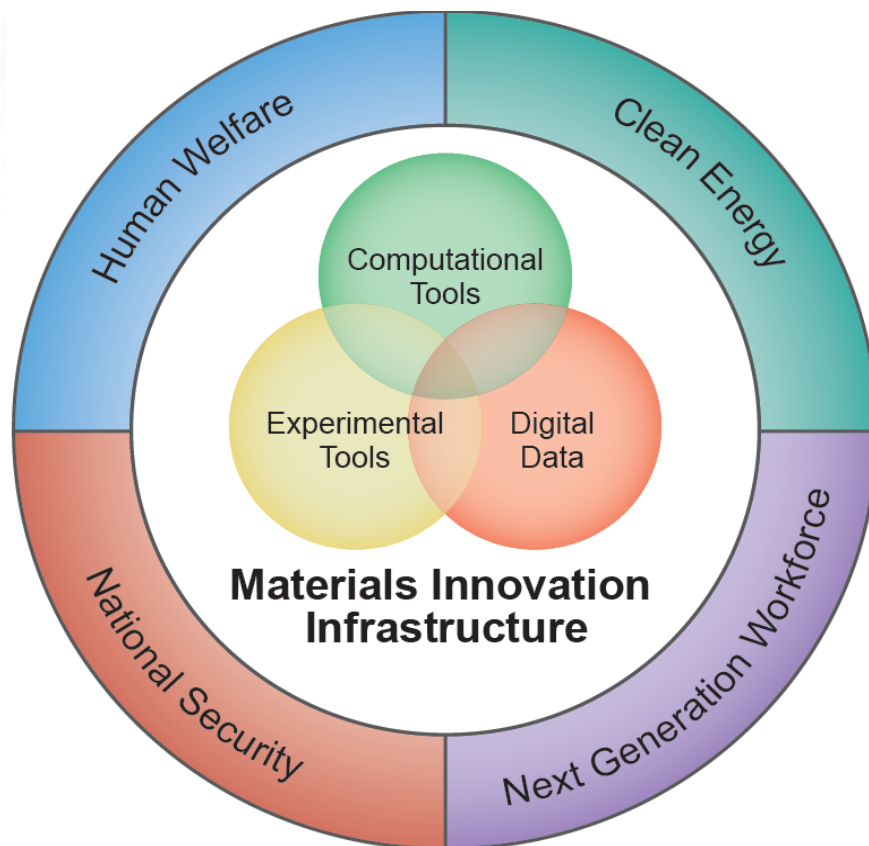 Human Welfare
Clean Energy
Computational
Tools
Experimental
Tools
Digital
Data
Materials Innovation
Infrastructure
National Security
Next Generation Workforce